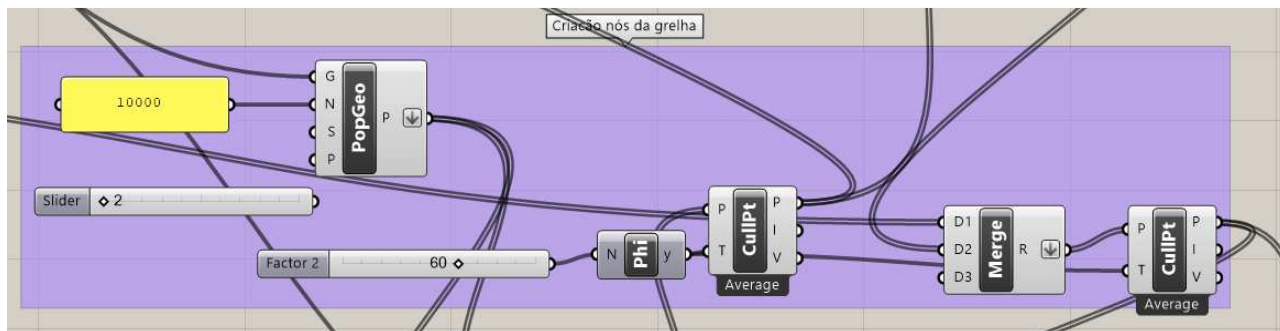 Criação nós da grelha
10000
G
N
S
P
PopGeo
P
Slider
2
Factor 2
60
N
Phi
y
P
T
CullPt
P
I
V
Average
D1
D2
D3
Merge
R
P
T
CullPt
P
I
V
Average